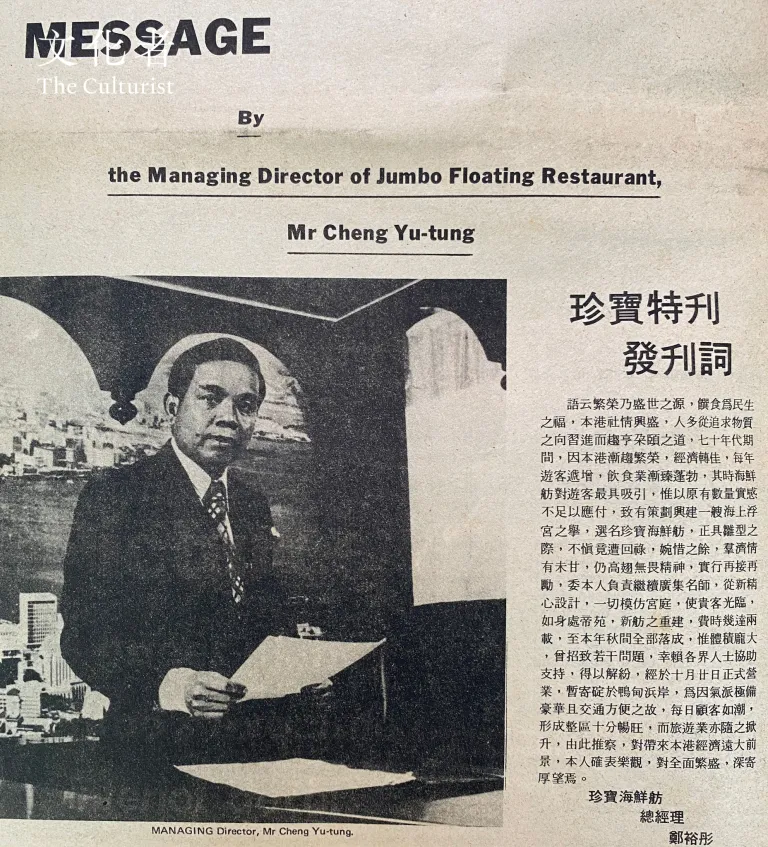 MESSAGE
文化者
The Culturist
By
the Managing Director of Jumbo Floating Restaurant,
Mr Cheng Yu-tung
珍寶特刋
發刋詞
語云繁榮乃盛世之源，饌食爲民生
之福，本港社情興盛，人多從追求物質
之向習進而趨亨朶頤之道，七十年代期
間，因本港漸趨繁榮，經濟轉佳，每年
遊客遞增，飲食業漸臻蓬勃，其時海鮮
舫對遊客最具吸引，惟以原有數量實感
不足以應付，致有策劃興建一艘海上浮
宮之舉，選名珍寶海鮮舫，正具雛型之
際，不愼竟遭回祿，婉惜之餘，羣濟情
有未甘，仍高翅無畏精神，實行再接再
勵，委本人負責繼續廣集名師，從新精
心設計，一切模仿宮庭，使貴客光臨，
如身處帝苑，新舫之重建，費時幾達兩
載，至本年秋間全部落成，惟體積龐大
，曾招致若干問題，幸賴各界人士協助
支持，得以解紛，經於十月廿日正式營
業，暫寄碇於鴨甸浜岸，爲因氣派極備
豪華且交通方便之故，每日顧客如潮，
形成整區十分暢旺，而旅遊業亦隨之掀
升，由此推察，對帶來本港經濟遠大前
景，本人確表樂觀，對全面繁盛，深寄
厚望焉。
珍寶海鮮舫
總經理
鄭裕彤
MANAGING Director, Mr Cheng Yu-tung.